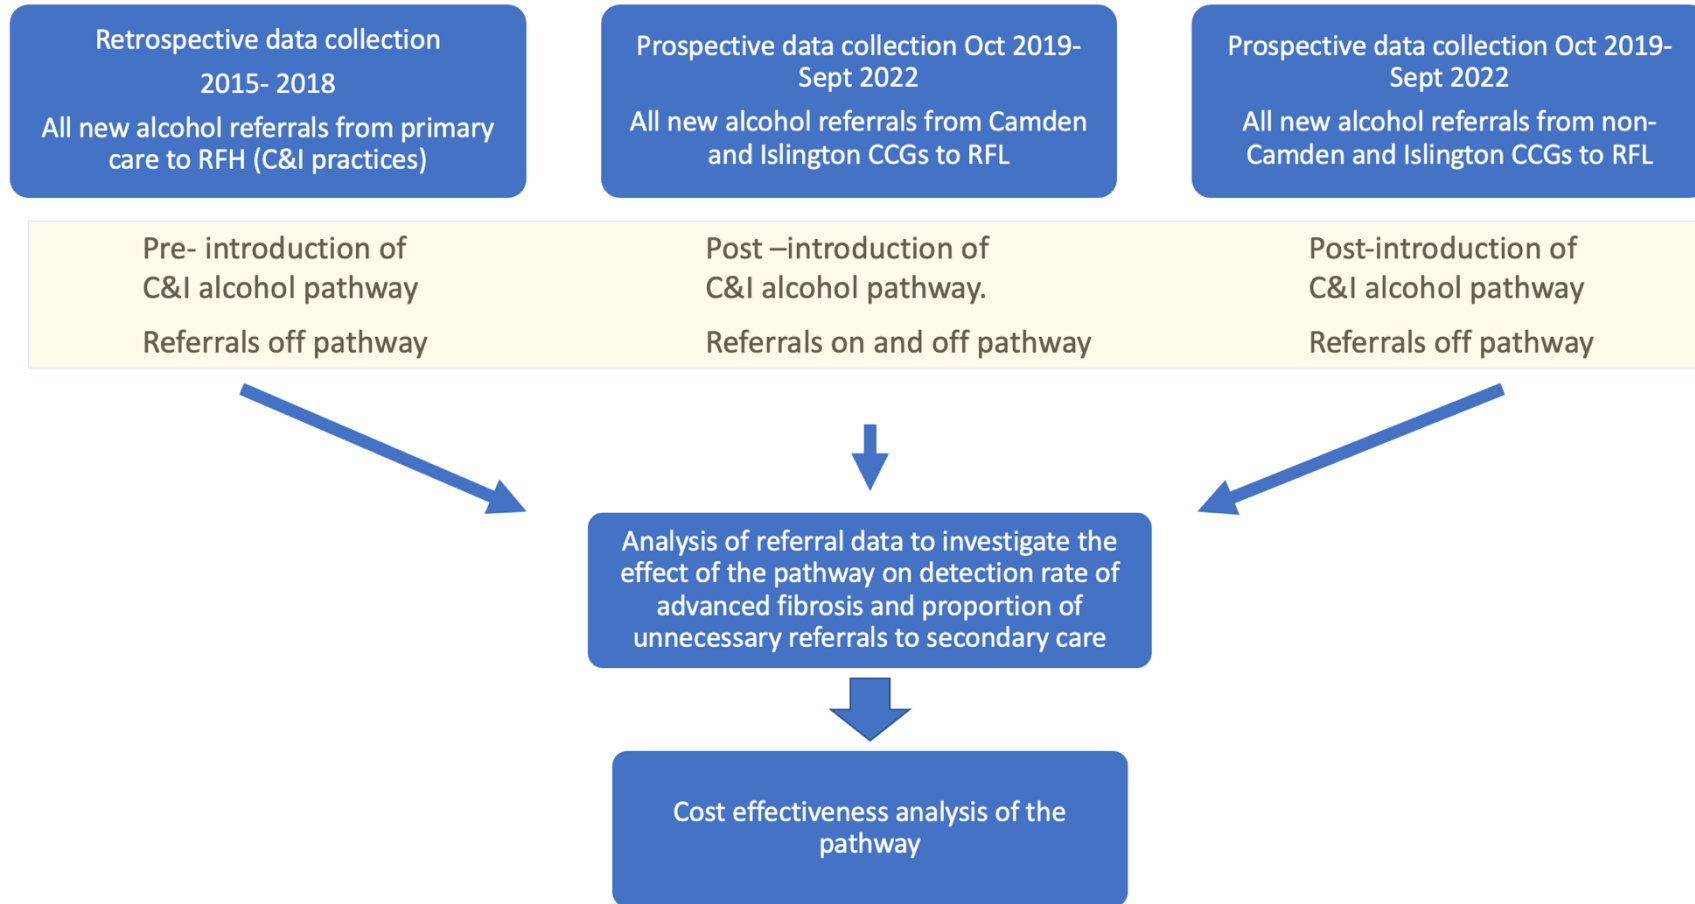 Retrospective data collection
2015- 2018
All new alcohol referrals from primary
care to RFH (C&I practices)
Prospective data collection Oct 2019-
Sept 2022
All new alcohol referrals from Camden
and Islington CCGs to RFL
Prospective data collection Oct 2019-
Sept 2022
All new alcohol referrals from non-
Camden and Islington CCGs to RFL
Pre- introduction of
C&I alcohol pathway
Referrals off pathway
Post –introduction of
C&I alcohol pathway.
Referrals on and off pathway
Post-introduction of
C&I alcohol pathway
Referrals off pathway
Analysis of referral data to investigate the
effect of the pathway on detection rate of
advanced fibrosis and proportion of
unnecessary referrals to secondary care
Cost effectiveness analysis of the
pathway